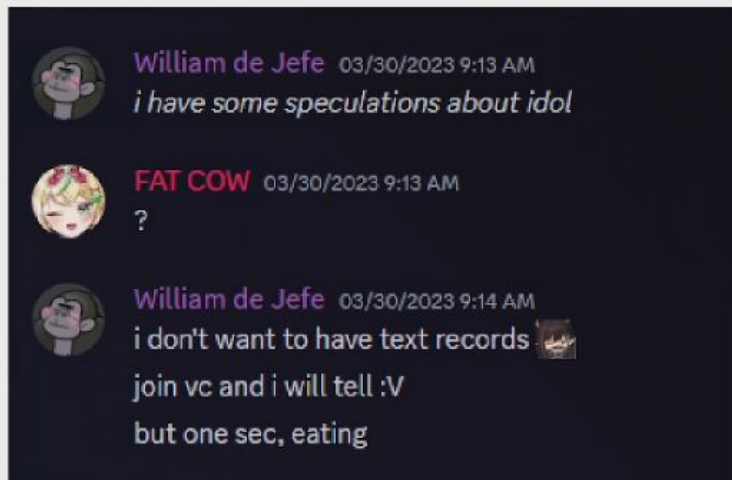 William de Jefe 03/30/2023 9:13 AM
i have some speculations about idol
FAT COW 03/30/2023 9:13 AM
?
William de Jefe 03/30/2023 9:14 AM
i don't want to have text records
join vc and i will tell :V
but one sec, eating